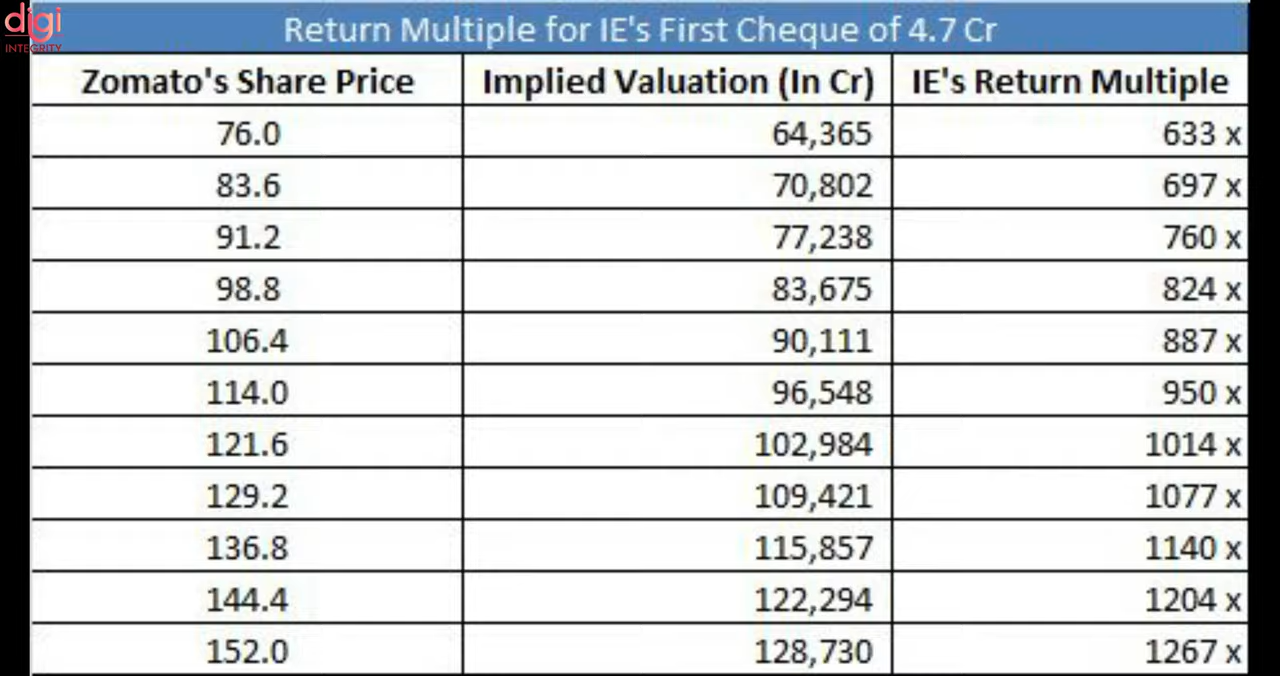 digi
INTEGRITY
Return Multiple for IE's First Cheque of 4.7 Cr
Zomato's Share Price Implied Valuation (In Cr) IE's Return Multiple
76.0 64,365 633 x
83.6 70,802 697 x
91.2 77,238 760 x
98.8 83,675 824 x
106.4 90,111 887 x
114.0 96,548 950 x
121.6 102,984 1014 x
129.2 109,421 1077 x
136.8 115,857 1140 x
144.4 122,294 1204 x
152.0 128,730 1267 x